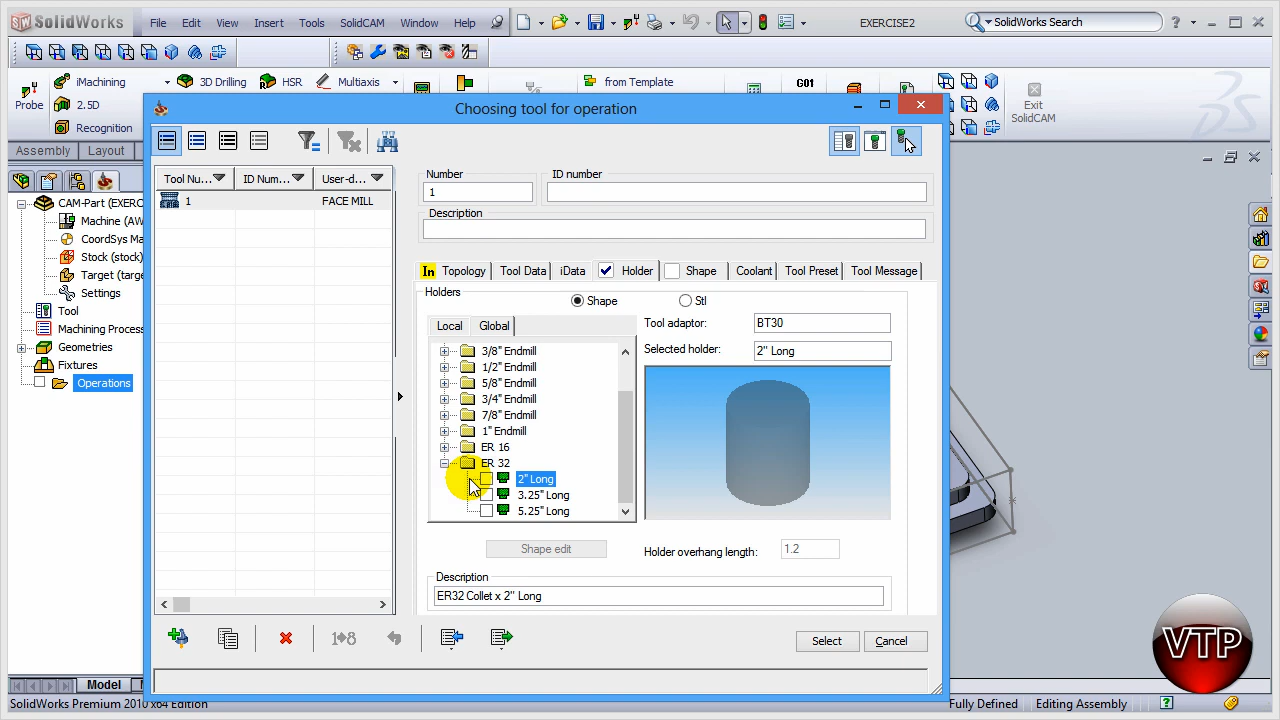 SolidWorks File Edit View Insert Tools SolidCAM Window Help EXERCISE2 SolidWorks Search ?
iMachining 3D Drilling HSR Multiaxis from Template G01
Probe 2.5D Exit
SolidCAM
Recognition
Assembly Layout
Choosing tool for operation
Tool Nu... ID Num... User-d...
1 FACE MILL
Number ID number
1
Description
In Topology Tool Data iData Holder Shape Coolant Tool Preset Tool Message
Holders
Shape Stl
Local Global
Tool adaptor: BT30
Selected holder: 2" Long
3/8" Endmill
1/2" Endmill
5/8" Endmill
3/4" Endmill
7/8" Endmill
1" Endmill
ER 16
ER 32
2" Long
3.25" Long
5.25" Long
Shape edit
Holder overhang length: 1.2
Description
ER32 Collet x 2" Long
Select Cancel
CAM-Part (EXERC
Machine (AW
CoordSys Ma
Stock (stock)
Target (targe
Settings
Tool
Machining Proces
Geometries
Fixtures
Operations
Model
SolidWorks Premium 2010 x64 Edition Fully Defined Editing Assembly ?
VTP